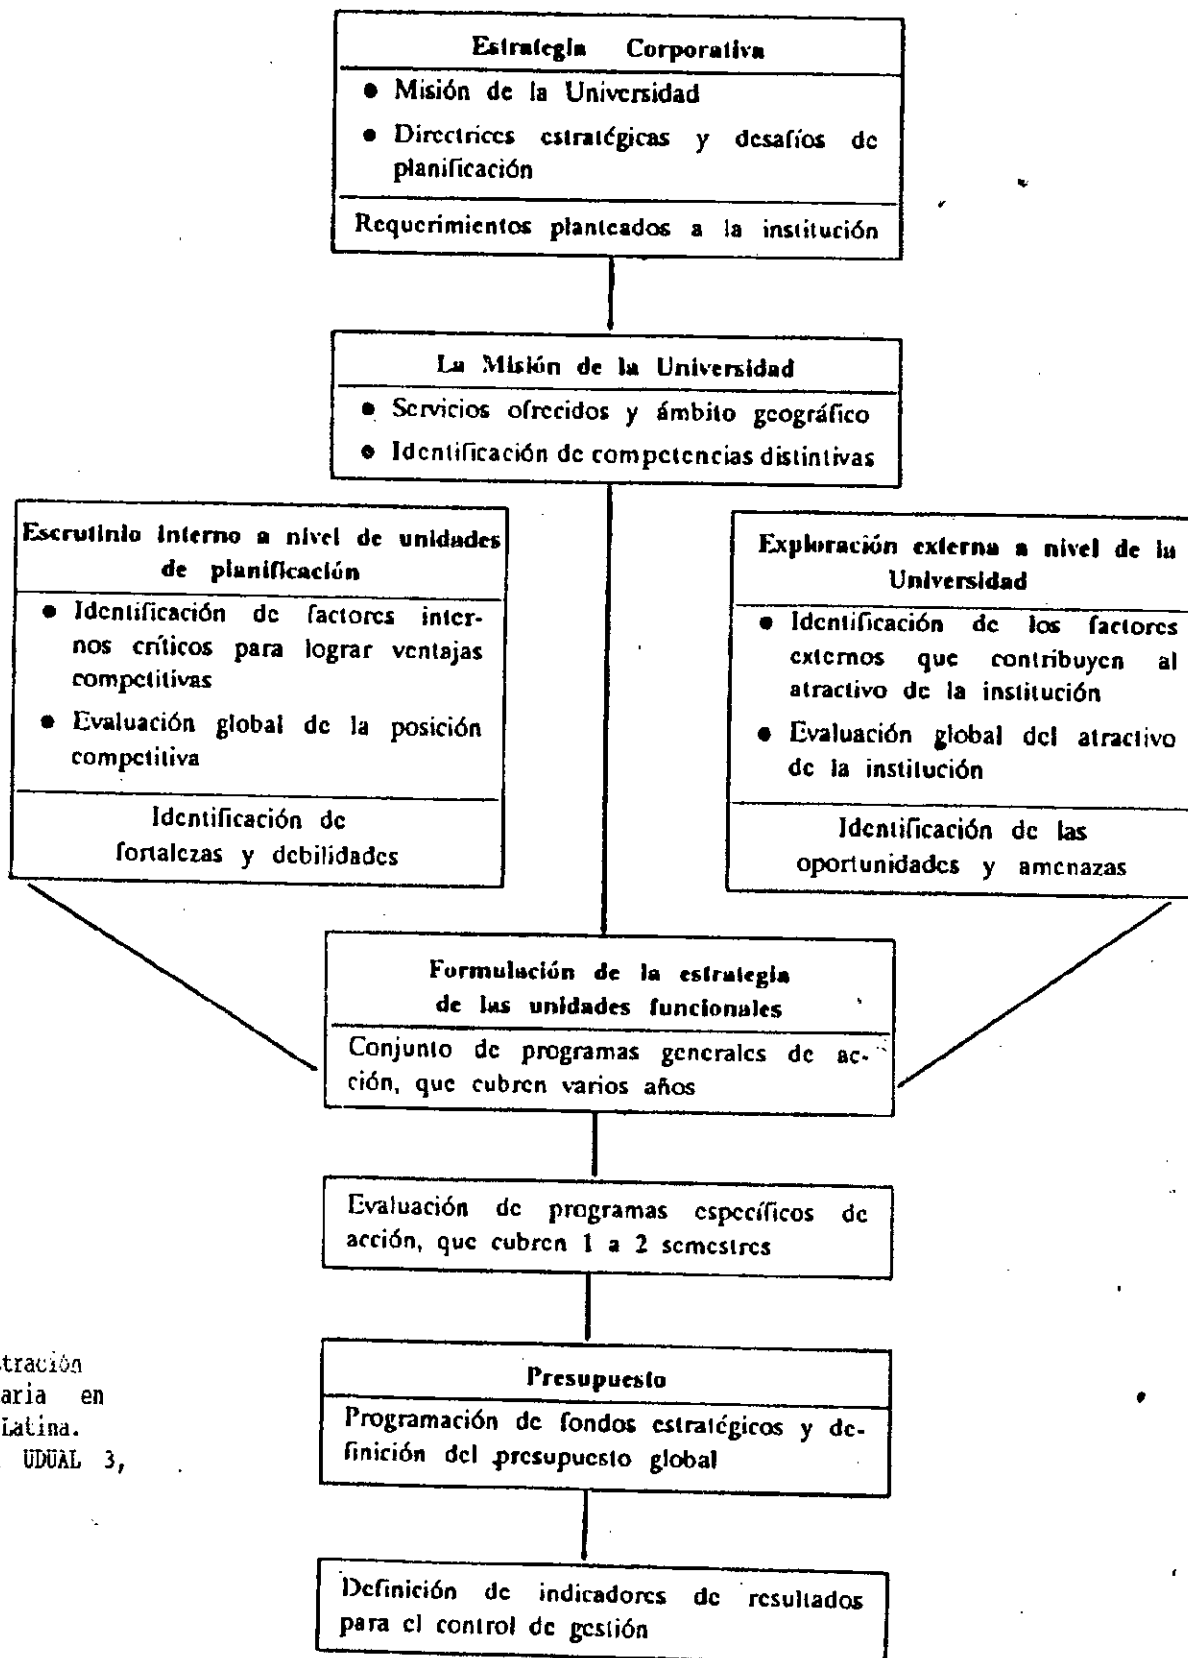 Estrategia Corporativa
● Misión de la Universidad
● Directrices estratégicas y desafíos de
planificación
Requerimientos planteados a la institución
La Misión de la Universidad
● Servicios ofrecidos y ámbito geográfico
● Identificación de competencias distintivas
Escrutinio interno a nivel de unidades
de planificación
● Identificación de factores inter-
nos críticos para lograr ventajas
competitivas
● Evaluación global de la posición
competitiva
Identificación de
fortalezas y debilidades
Exploración externa a nivel de la
Universidad
● Identificación de los factores
externos que contribuyen al
atractivo de la institución
● Evaluación global del atractivo
de la institución
Identificación de las
oportunidades y amenazas
Formulación de la estrategia
de las unidades funcionales
Conjunto de programas generales de ac-
ción, que cubren varios años
Evaluación de programas específicos de
acción, que cubren 1 a 2 semestres
Presupuesto
Programación de fondos estratégicos y de-
finición del presupuesto global
Definición de indicadores de resultados
para el control de gestión
tración
aria en
Latina.
UDUAL 3,